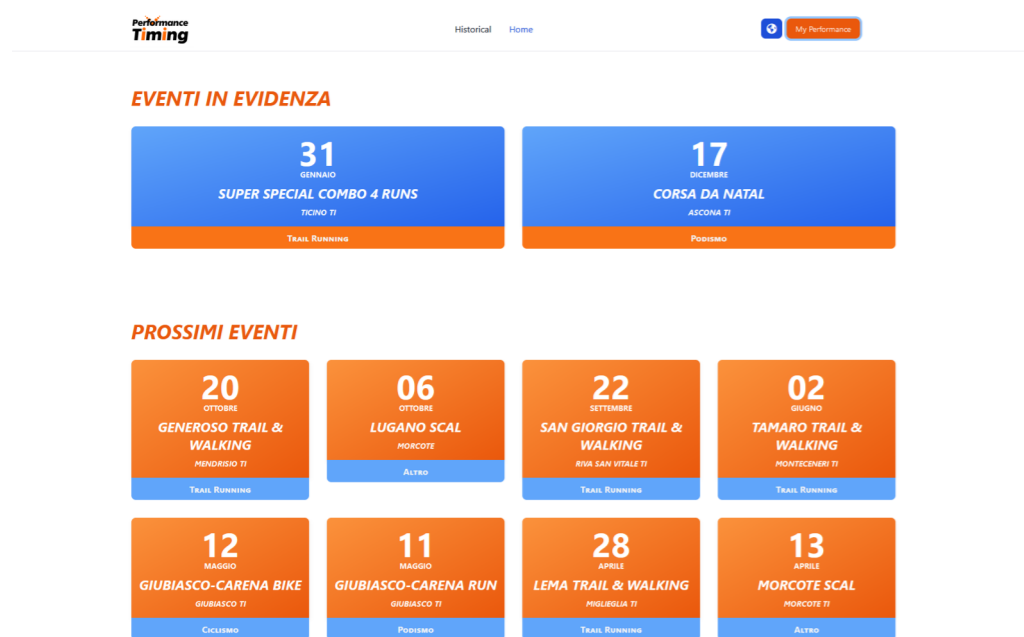 Performance
Timing
Historical
Home
My Performance
EVENTI IN EVIDENZA
31
GENNAIO
SUPER SPECIAL COMBO 4 RUNS
TICINO TI
Trail Running
17
DICEMBRE
CORSA DA NATAL
ASCONA TI
Podismo
PROSSIMI EVENTI
20
OTTOBRE
GENEROSO TRAIL &
WALKING
MENDRISIO TI
Trail Running
06
OTTOBRE
LUGANO SCAL
MORCOTE
Altro
22
SETTEMBRE
SAN GIORGIO TRAIL &
WALKING
RIVA SAN VITALE TI
Trail Running
02
GIUGNO
TAMARO TRAIL &
WALKING
MONTECENERI TI
Trail Running
12
MAGGIO
GIUBIASCO-CARENA BIKE
GIUBIASCO TI
Ciclismo
11
MAGGIO
GIUBIASCO-CARENA RUN
GIUBIASCO TI
Podismo
28
APRILE
LEMA TRAIL & WALKING
MIGLIEGLIA TI
Trail Running
13
APRILE
MORCOTE SCAL
MORCOTE TI
Altro